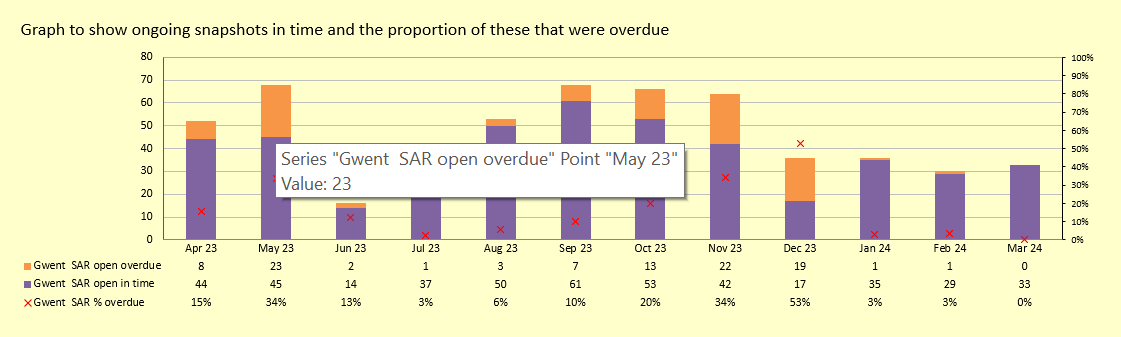 Graph to show ongoing snapshots in time and the proportion of these that were overdue
80 100%
70 90%
60 80%
50 70%
40 60%
30 50%
20 40%
10 30%
0 20%
10%
0%
Series "Gwent  SAR open overdue" Point "May 23"
Value: 23
Apr 23 May 23 Jun 23 Jul 23 Aug 23 Sep 23 Oct 23 Nov 23 Dec 23 Jan 24 Feb 24 Mar 24
Gwent  SAR open overdue 8 23 2 1 3 7 13 22 19 1 1 0
Gwent  SAR open in time 44 45 14 37 50 61 53 42 17 35 29 33
Gwent  SAR % overdue 15% 34% 13% 3% 6% 10% 20% 34% 53% 3% 3% 0%